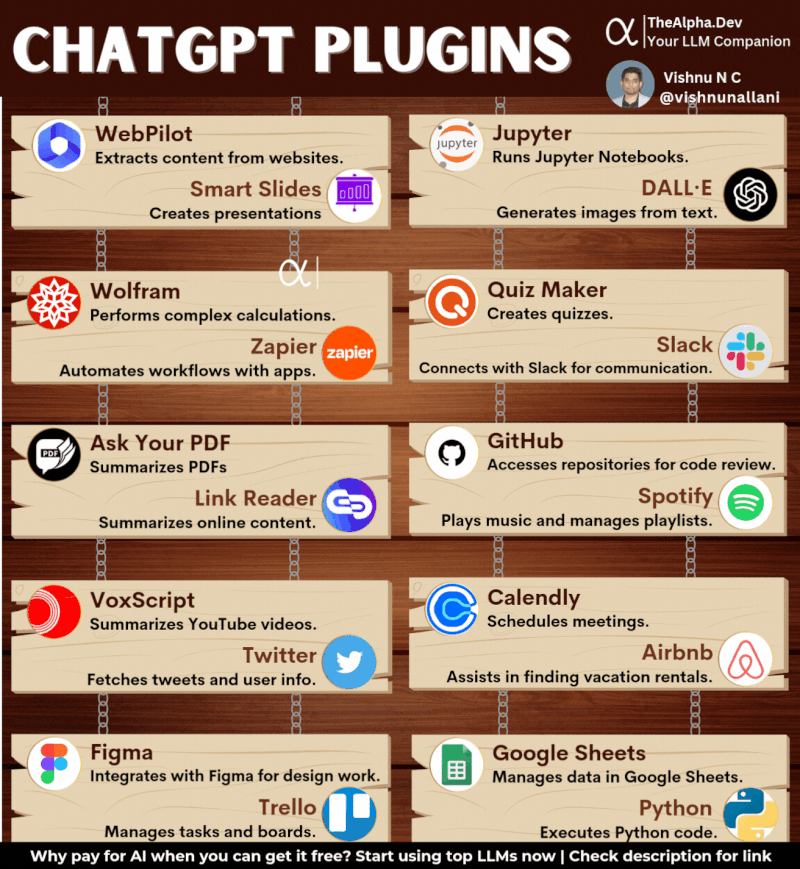 CHATGPT PLUGINS
α|TheAlpha.Dev
Your LLM Companion
Vishnu N C
@vishnunallani
WebPilot
Extracts content from websites.
Smart Slides
Creates presentations
Jupyter
jupyter
Runs Jupyter Notebooks.
DALL·E
Generates images from text.
α|
Wolfram
Performs complex calculations.
Zapier
zapier
Automates workflows with apps.
Quiz Maker
Creates quizzes.
Slack
Connects with Slack for communication.
Ask Your PDF
PDF
Summarizes PDFs
Link Reader
Summarizes online content.
GitHub
Accesses repositories for code review.
Spotify
Plays music and manages playlists.
VoxScript
Summarizes YouTube videos.
Twitter
Fetches tweets and user info.
Calendly
Schedules meetings.
Airbnb
Assists in finding vacation rentals.
Figma
Integrates with Figma for design work.
Trello
Manages tasks and boards.
Google Sheets
Manages data in Google Sheets.
Python
Executes Python code.
Why pay for AI when you can get it free? Start using top LLMs now | Check description for link